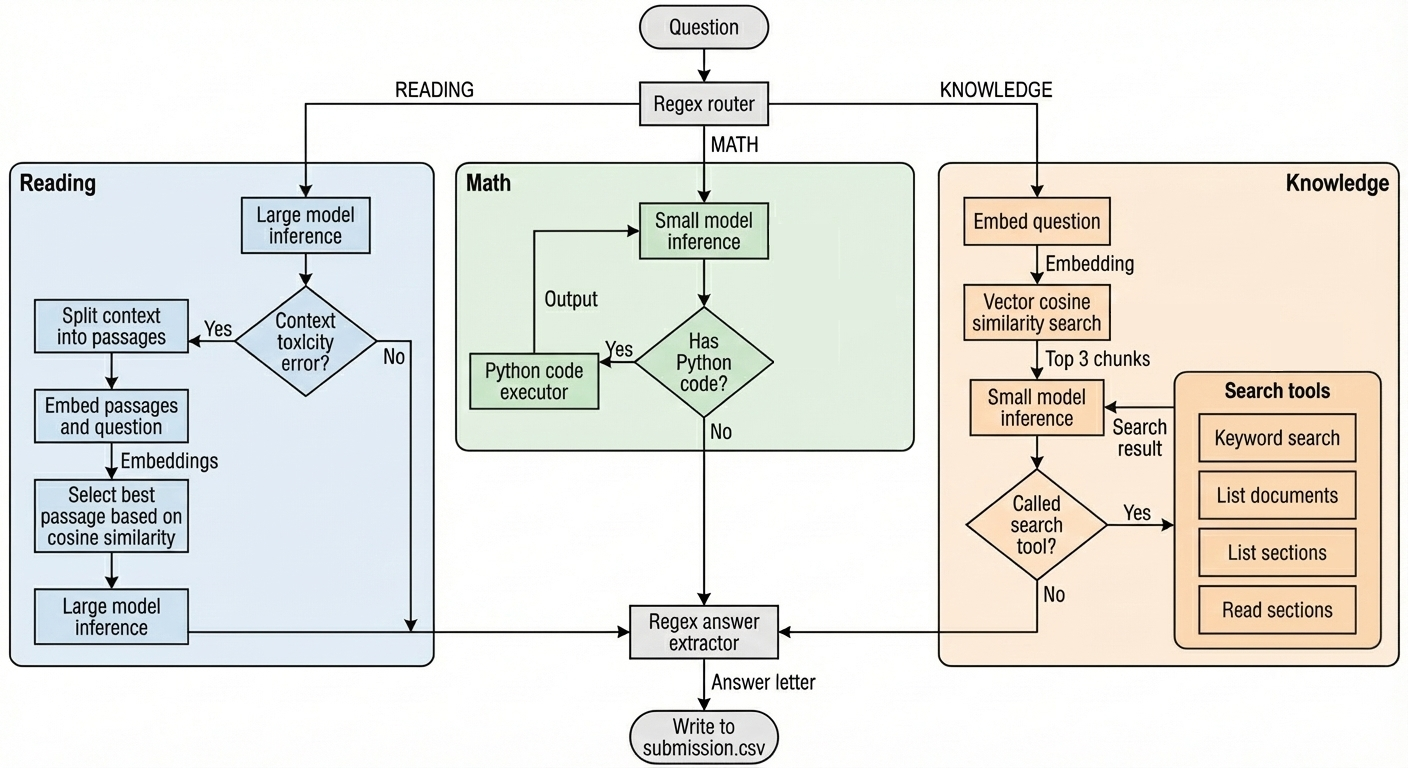 Question
Regex router
READING
KNOWLEDGE
MATH
Reading
Large model
inference
Context
toxIcity
error?
Yes
No
Split context
into passages
Embed passages
and question
Embeddings
Select best
passage based on
cosine similarity
Large model
inference
Math
Small model
inference
Output
Has
Python
code?
Yes
Python code
executor
No
Knowledge
Embed question
Embedding
Vector cosine
similarity search
Top 3 chunks
Small model
inference
Search
result
Called
search
tool?
Yes
No
Search tools
Keyword search
List documents
List sections
Read sections
Regex answer
extractor
Answer letter
Write to
submission.csv